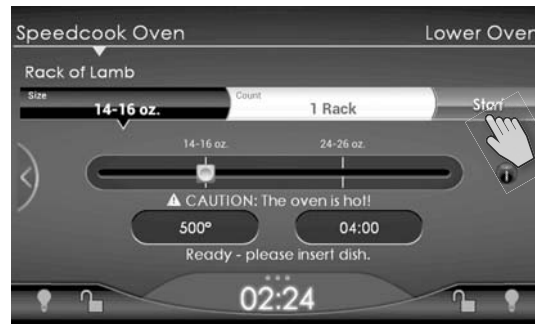 Speedcook Oven Lower Oven
Rack of Lamb
Size 14-16 oz. Count 1 Rack Start
14-16 oz. 24-26 oz.
CAUTION: The oven is hot!
500° 04:00
Ready - please insert dish.
02:24